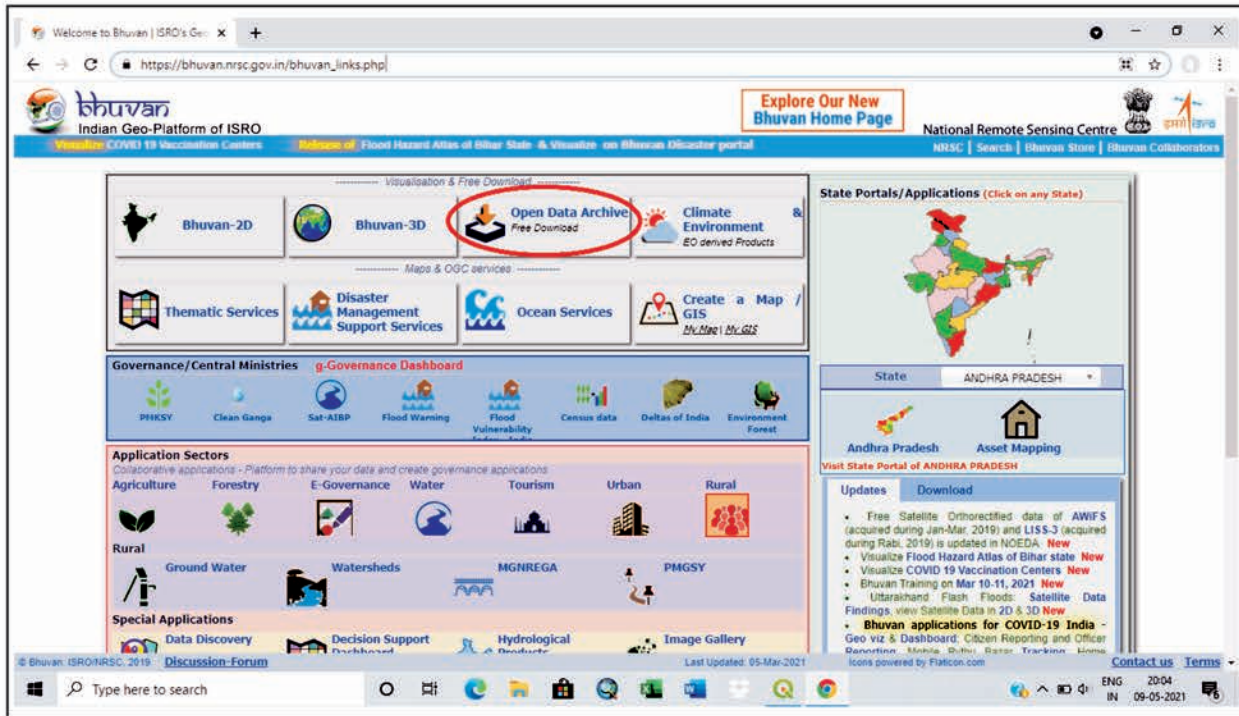 Welcome to Bhuvan | ISRO's Ge
https://bhuvan.nrsc.gov.in/bhuvan_links.php
bhuvan
Indian Geo-Platform of ISRO
Explore Our New
Bhuvan Home Page
National Remote Sensing Centre
इसरो isro
Visualize COVID 19 Vaccination Centers Release of Flood Hazard Atlas of Bihar State & Visualize on Bhuvan Disaster portal
NRSC | Search | Bhuvan Store | Bhuvan Collaborators
---------- Visualisation & Free Download ----------
Bhuvan-2D
Bhuvan-3D
Open Data Archive
Free Download
Climate &
Environment
EO derived Products
---------- Maps & OGC services ----------
Thematic Services
Disaster
Management
Support Services
Ocean Services
Create a Map /
GIS
My Map | My GIS
State Portals/Applications (Click on any State)
State ANDHRA PRADESH
Andhra Pradesh Asset Mapping
Visit State Portal of ANDHRA PRADESH
Governance/Central Ministries g-Governance Dashboard
PMKSY
Clean Ganga
Sat-AIBP
Flood Warning
Flood
Vulnerability
Index - India
Census data
Deltas of India
Environment
Forest
Application Sectors
Collaborative applications - Platform to share your data and create governance applications
Agriculture Forestry E-Governance Water Tourism Urban Rural
Rural
Ground Water Watersheds MGNREGA PMGSY
Special Applications
Data Discovery
Decision Support
Dashboard
Hydrological
Products
Image Gallery
Updates Download
• Free Satellite Orthorectified data of AWiFS
(acquired during Jan-Mar, 2019) and LISS-3 (acquired
during Rabi, 2019) is updated in NOEDA New
• Visualize Flood Hazard Atlas of Bihar state New
• Visualize COVID 19 Vaccination Centers New
• Bhuvan Training on Mar 10-11, 2021 New
• Uttarakhand Flash Floods: Satellite Data
Findings, view Satellite Data in 2D & 3D New
• Bhuvan applications for COVID-19 India -
Geo viz & Dashboard, Citizen Reporting and Officer
Reporting, Mobile Rythu Bazar Tracking, Home
© Bhuvan: ISRO/NRSC, 2019 Discussion-Forum
Last Updated: 05-Mar-2021
Icons powered by Flaticon.com
Contact us Terms
Type here to search
ENG
IN
20:04
09-05-2021
6